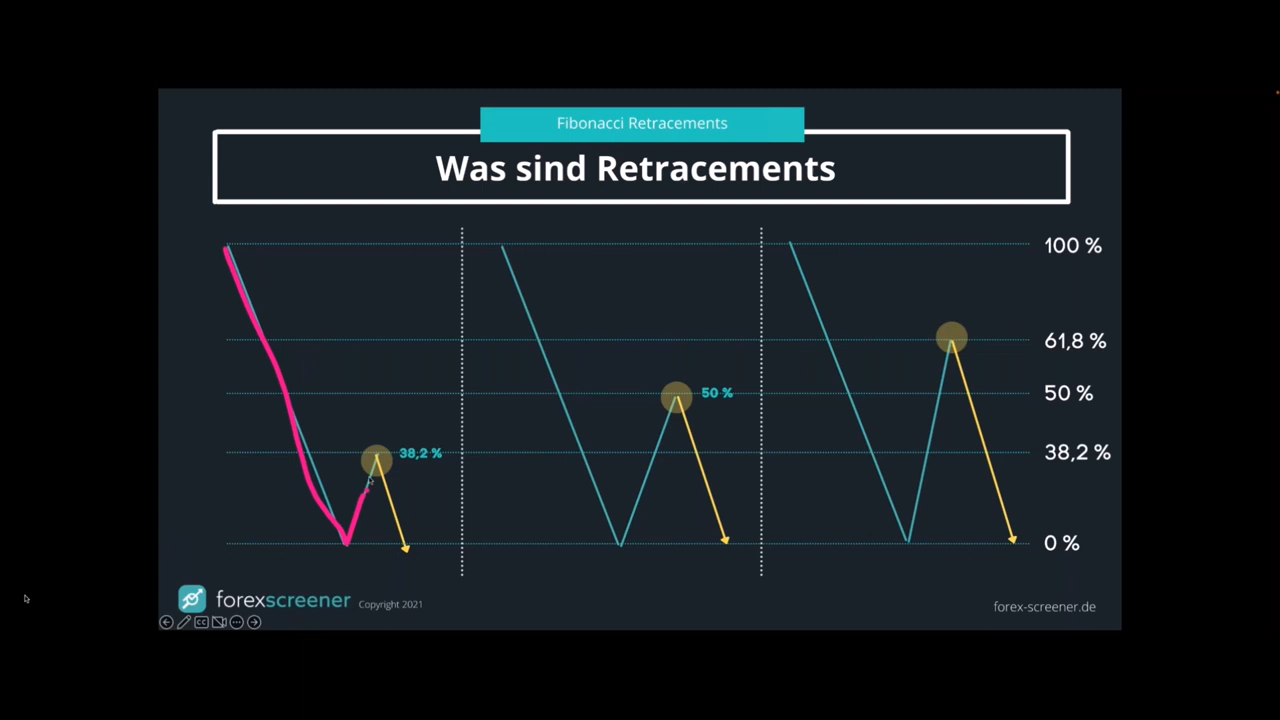 Fibonacci Retracements
Was sind Retracements
100 %
61,8 %
50 %
50 %
38,2 %
38,2 %
0 %
forexscreener
Copyright 2021
forex-screener.de
CC